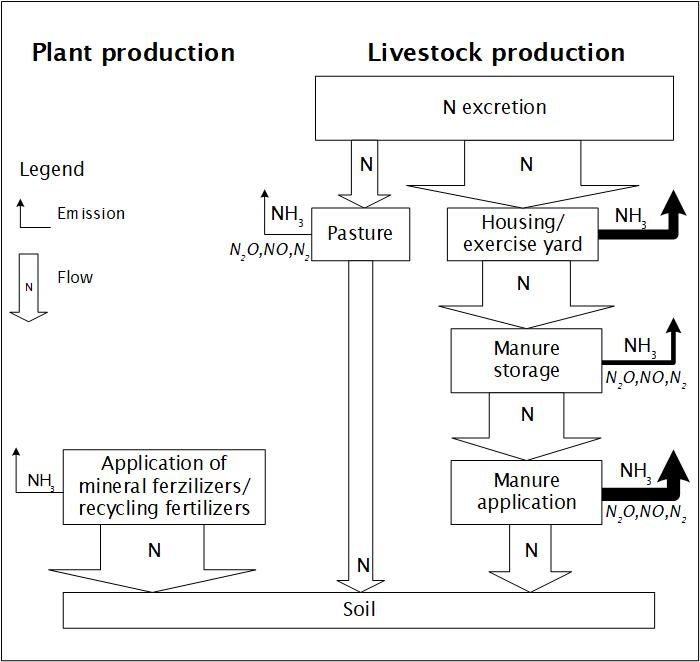 Plant production
Livestock production
N excretion
N
N
Legend
Emission
N
Flow
NH₃
N₂O,NO,N₂
Pasture
Housing/
exercise yard
NH₃
N
Manure
storage
NH₃
N₂O,NO,N₂
N
NH₃
Application of
mineral ferzilizers/
recycling fertilizers
Manure
application
NH₃
N₂O,NO,N₂
N
N
N
Soil